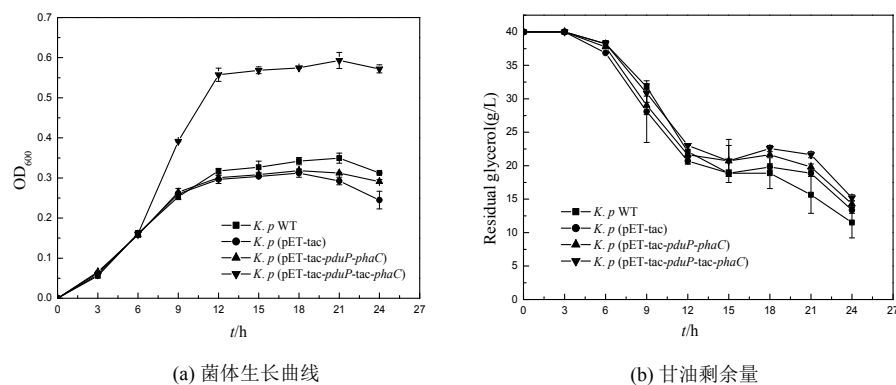 0.7
0.6
0.5
0.4
0.3
0.2
0.1
0.0
OD600
0 3 6 9 12 15 18 21 24 27
t/h
K. p WT
K. p (pET-tac)
K. p (pET-tac-pduP-phaC)
K. p (pET-tac-pduP-tac-phaC)
(a) 菌体生长曲线
0
5
10
15
20
25
30
35
40
Residual glycerol(g/L)
0 3 6 9 12 15 18 21 24 27
t/h
K. p WT
K. p (pET-tac)
K. p (pET-tac-pduP-phaC)
K. p (pET-tac-pduP-tac-phaC)
(b) 甘油剩余量